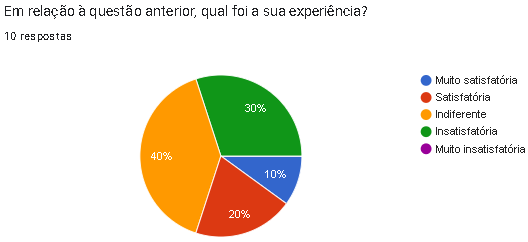 Em relação à questão anterior, qual foi a sua experiência?
10 respostas
30%
40%
10%
20%
Muito satisfatória
Satisfatória
Indiferente
Insatisfatória
Muito insatisfatória